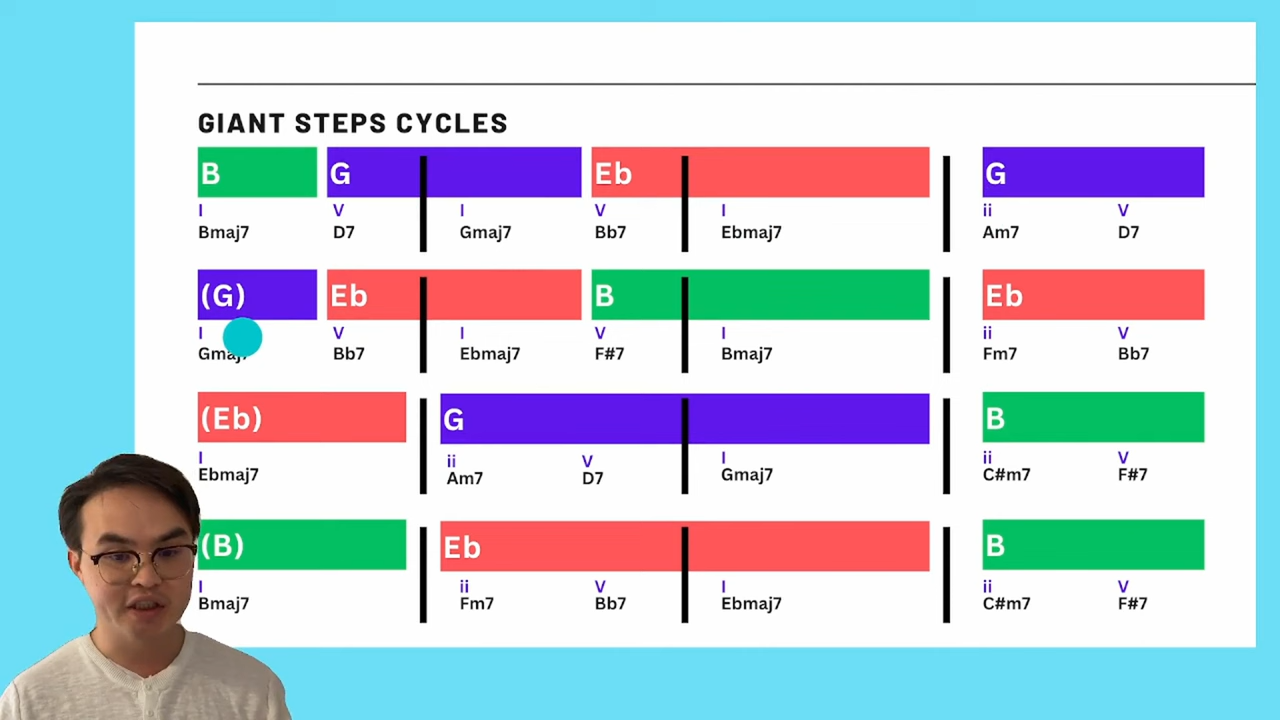 GIANT STEPS CYCLES
B G Eb G
I V I V I ii V
Bmaj7 D7 Gmaj7 Bb7 Ebmaj7 Am7 D7
(G) Eb B Eb
I V I V I ii V
Gmaj7 Bb7 Ebmaj7 F#7 Bmaj7 Fm7 Bb7
(Eb) G B
I ii V I ii V
Ebmaj7 Am7 D7 Gmaj7 C#m7 F#7
(B) Eb B
I ii V I ii V
Bmaj7 Fm7 Bb7 Ebmaj7 C#m7 F#7